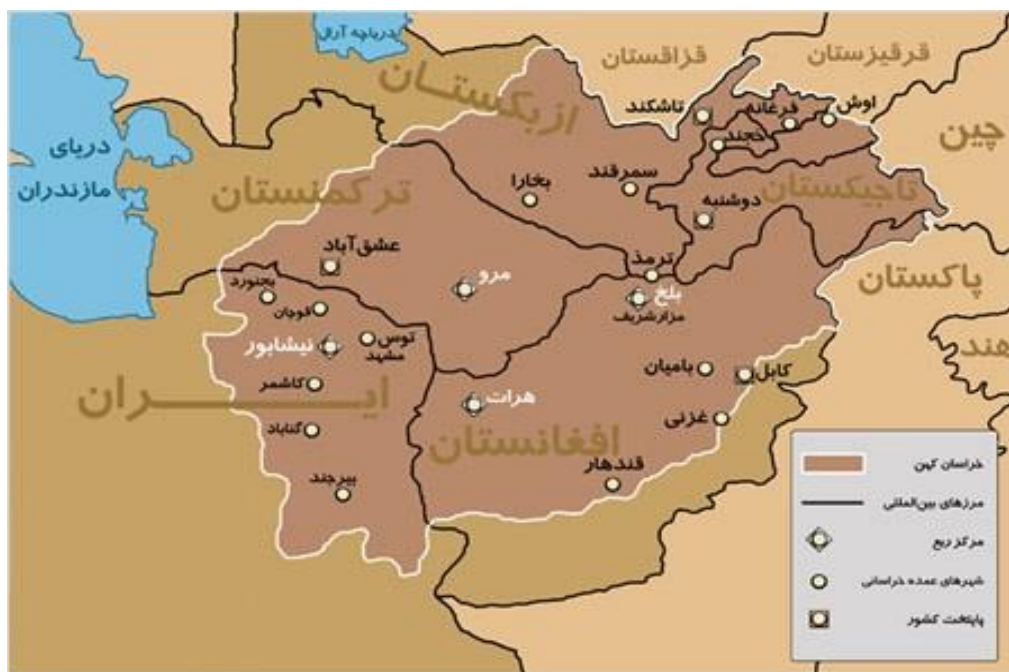 دریاچه آرال
قزاقستان
قرقیزستان
ازبکستان
تاشکند
فرغانه
اوش
خجند
چین
دریای
مازندران
ترکمنستان
بخارا
سمرقند
تاجیکستان
دوشنبه
عشق‌آباد
مرو
ترمذ
بلخ
مزارشریف
پاکستان
بجنورد
قوچان
نیشابور
توس
مشهد
هند
کاشمر
بامیان
کابل
ایران
هرات
غزنی
گناباد
افغانستان
بیرجند
قندهار
خراسان کهن
مرزهای بین‌المللی
مرکز ربع
شهرهای عمده خراسانی
پایتخت کشور